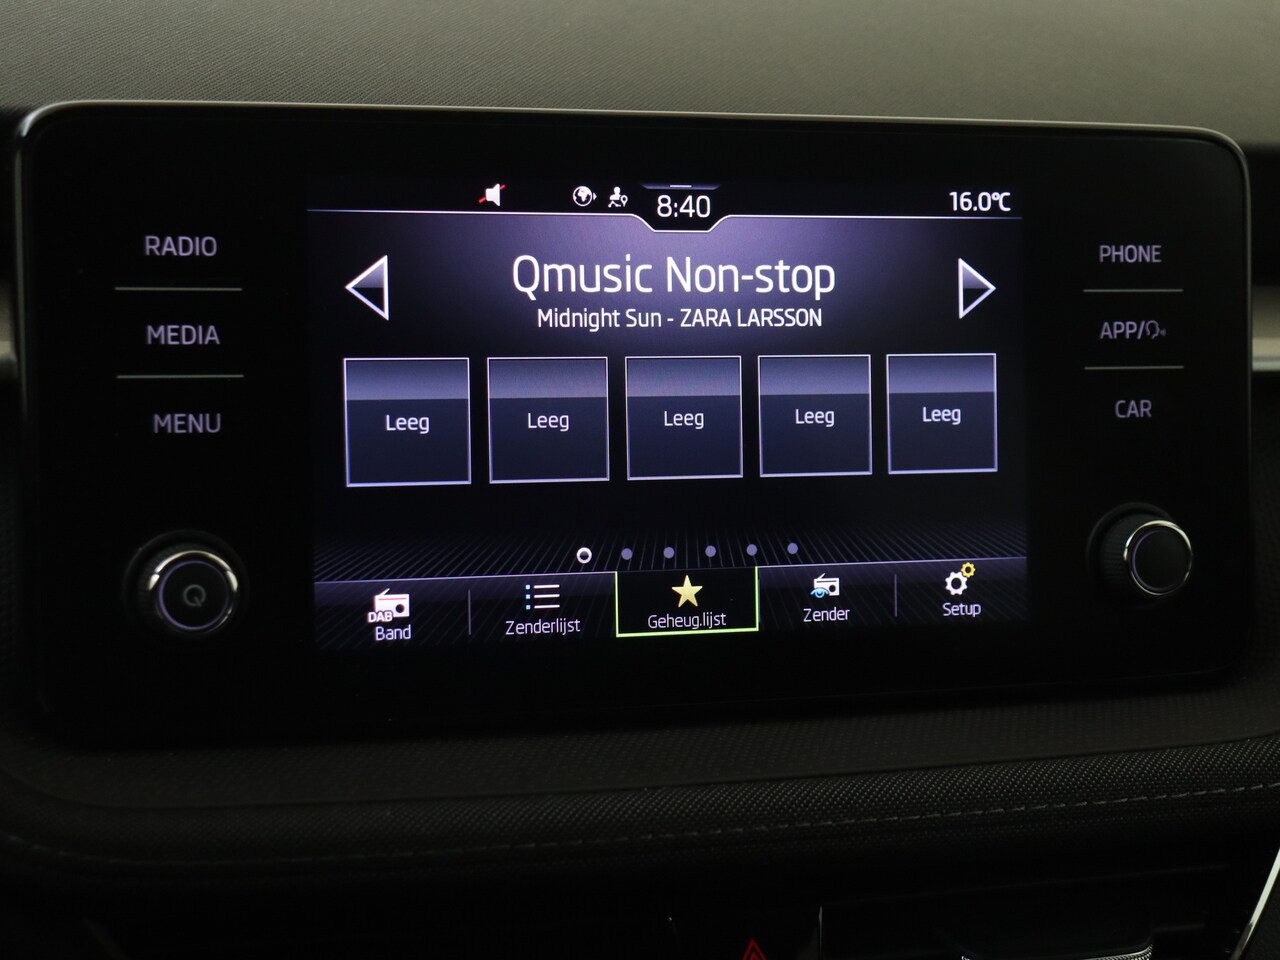 8:40
16.0°C
RADIO
MEDIA
MENU
Qmusic Non-stop
Midnight Sun - ZARA LARSSON
Leeg
Leeg
Leeg
Leeg
Leeg
DAB
Band
Zenderlijst
Geheug.lijst
Zender
Setup
PHONE
APP/
CAR